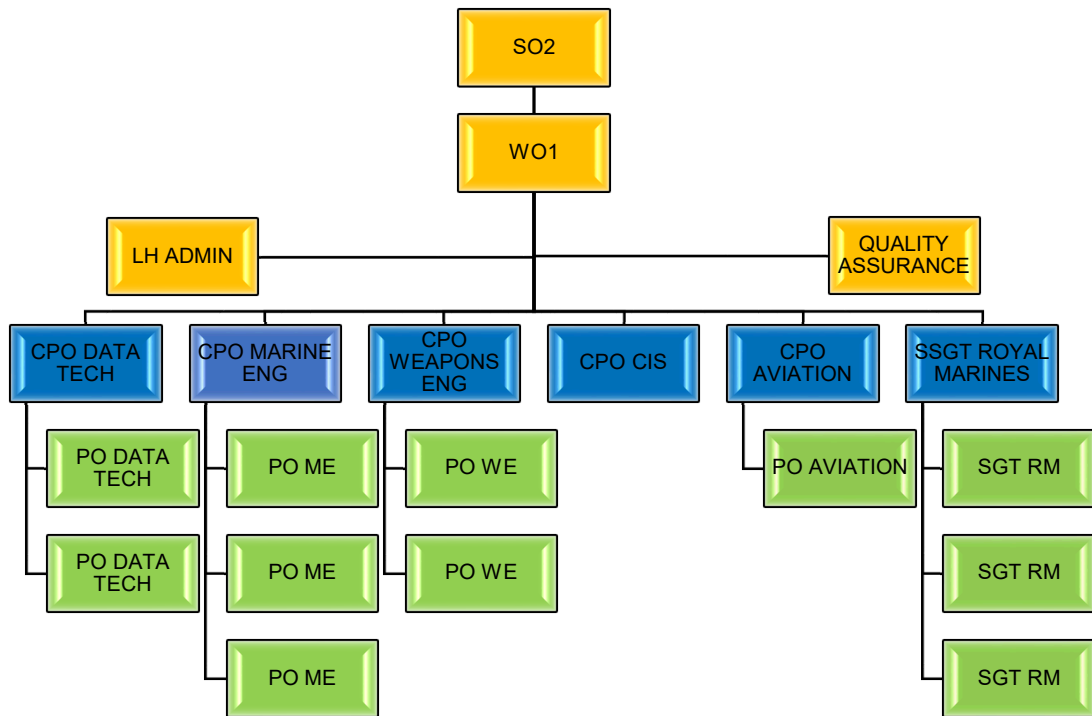 SO2
WO1
LH ADMIN
QUALITY
ASSURANCE
CPO DATA
TECH
CPO MARINE
ENG
CPO
WEAPONS
ENG
CPO CIS
CPO
AVIATION
SSGT ROYAL
MARINES
PO DATA
TECH
PO ME
PO WE
PO AVIATION
SGT RM
PO DATA
TECH
PO ME
PO WE
SGT RM
PO ME
SGT RM